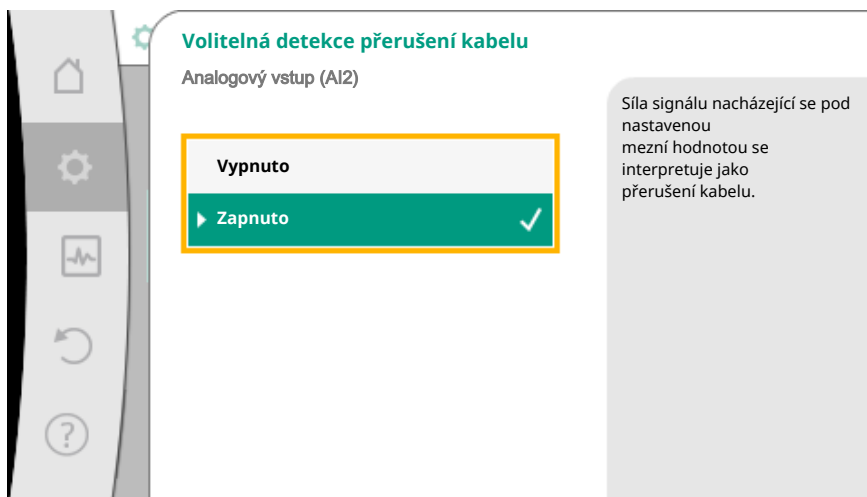 Volitelná detekce přerušení kabelu
Analogový vstup (AI2)
Vypnuto
Zapnuto
Síla signálu nacházející se pod
nastavenou
mezní hodnotou se
interpretuje jako
přerušení kabelu.
?